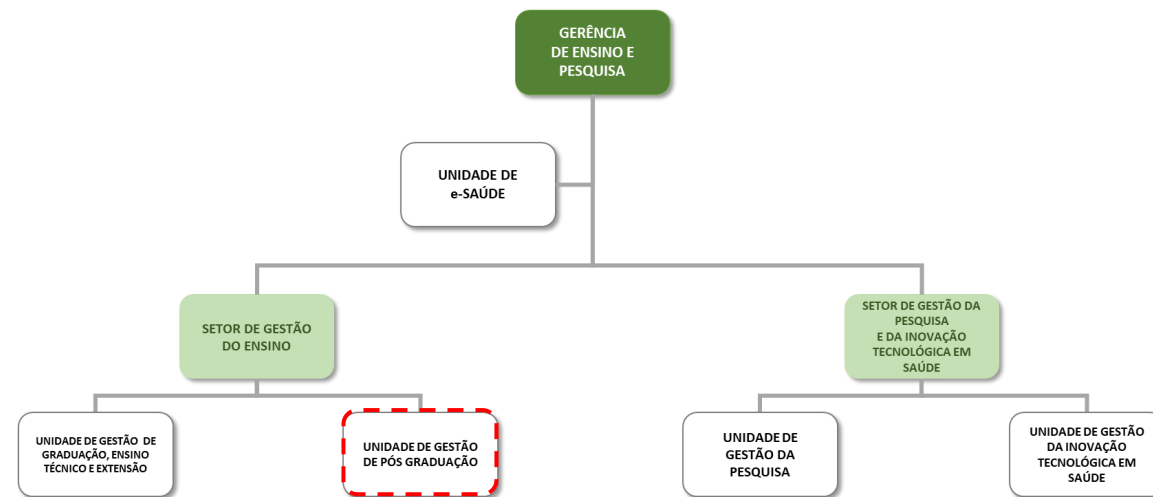 GERÊNCIA
DE ENSINO E
PESQUISA
UNIDADE DE
e-SAÚDE
SETOR DE GESTÃO
DO ENSINO
SETOR DE GESTÃO DA
PESQUISA
E DA INOVAÇÃO
TECNOLÓGICA EM
SAÚDE
UNIDADE DE GESTÃO DE
GRADUAÇÃO, ENSINO
TÉCNICO E EXTENSÃO
UNIDADE DE GESTÃO
DE PÓS GRADUAÇÃO
UNIDADE DE
GESTÃO DA
PESQUISA
UNIDADE DE GESTÃO
DA INOVAÇÃO
TECNOLÓGICA EM
SAÚDE